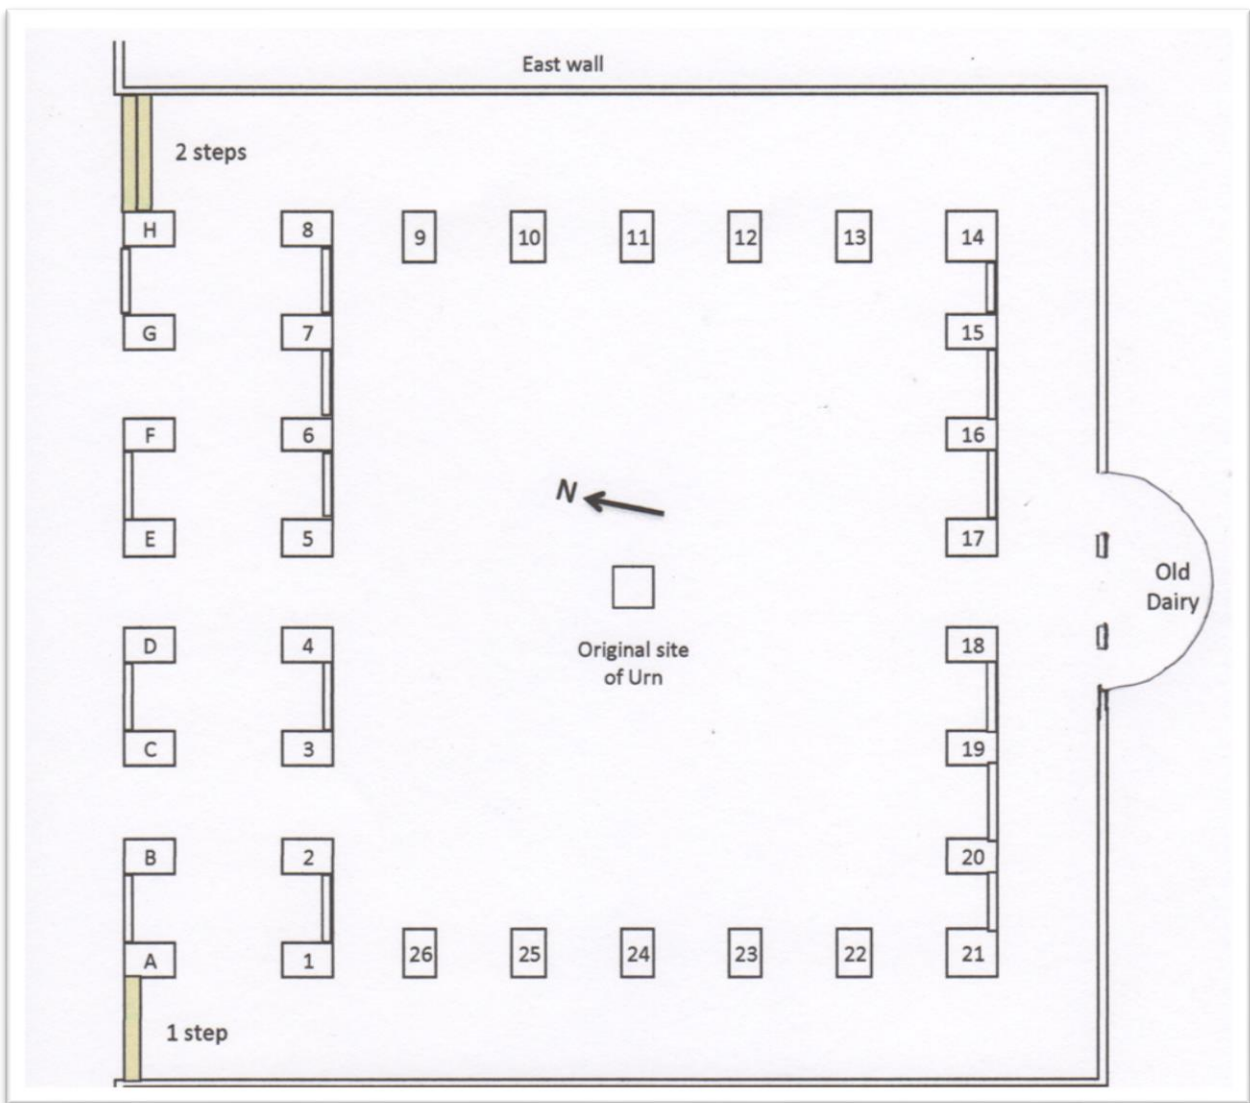 East wall
2 steps
H 8 9 10 11 12 13 14
G 7 15
F 6 16
N
E 5 17
Old
Dairy
D 4 18
Original site
of Urn
C 3 19
B 2 20
A 1 26 25 24 23 22 21
1 step